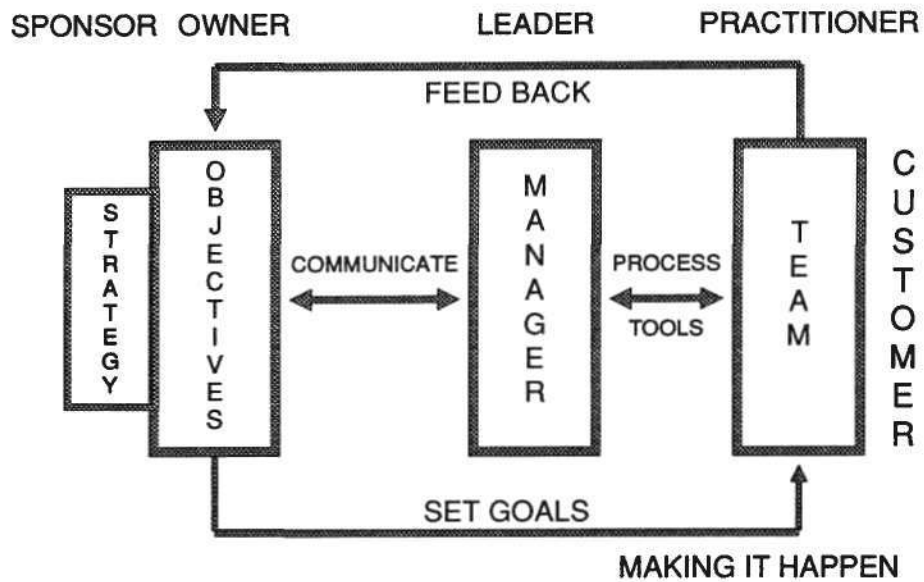 SPONSOR OWNER LEADER PRACTITIONER
FEED BACK
STRATEGY
OBJECTIVES
COMMUNICATE
MANAGER
PROCESS
TOOLS
TEAM
CUSTOMER
SET GOALS
MAKING IT HAPPEN